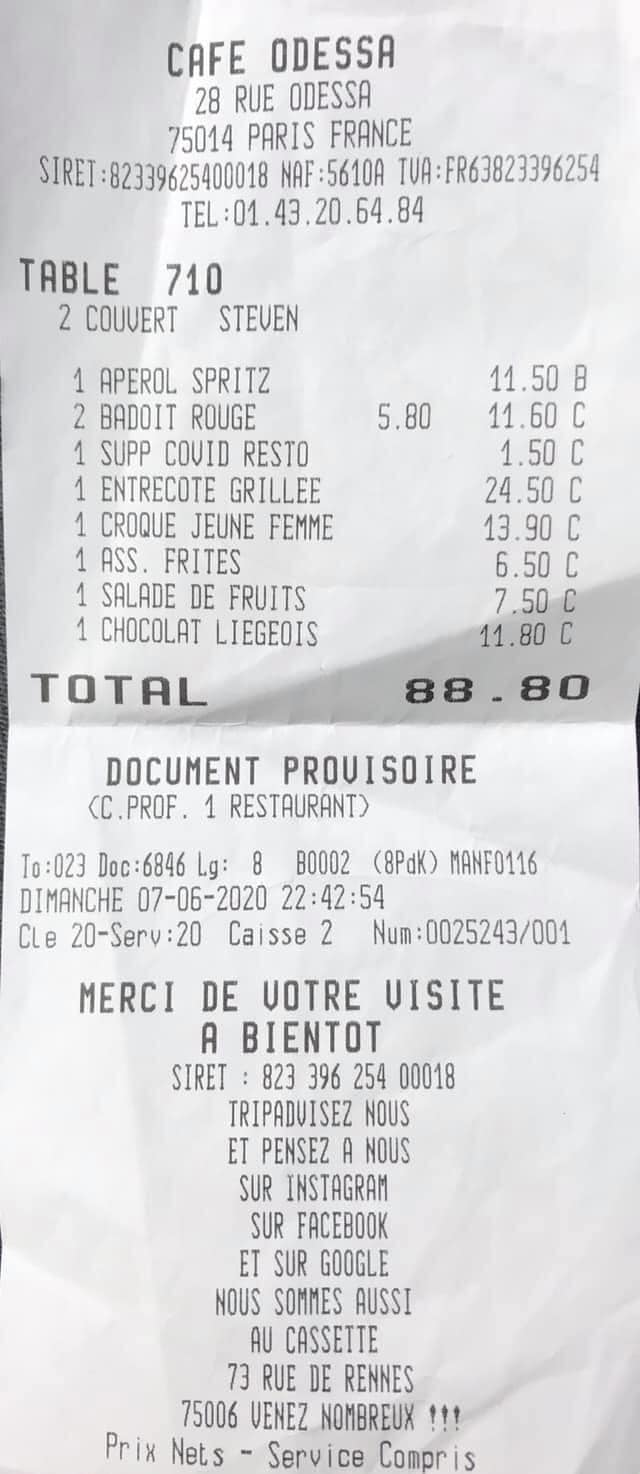 CAFE ODESSA
28 RUE ODESSA
75014 PARIS FRANCE
SIRET:82339625400018 NAF:5610A TVA:FR63823396254
TEL:01.43.20.64.84
TABLE 710
2 COUVERT STEVEN
1 APEROL SPRITZ 11.50 B
2 BADOIT ROUGE 5.80 11.60 C
1 SUPP COVID RESTO 1.50 C
1 ENTRECOTE GRILLEE 24.50 C
1 CROQUE JEUNE FEMME 13.90 C
1 ASS. FRITES 6.50 C
1 SALADE DE FRUITS 7.50 C
1 CHOCOLAT LIEGEOIS 11.80 C
TOTAL 88.80
DOCUMENT PROVISOIRE
(C.PROF. 1 RESTAURANT)
To:023 Doc:6846 Lg: 8 B0002 (8PdK) MANF0116
DIMANCHE 07-06-2020 22:42:54
Cle 20-Serv:20 Caisse 2 Num:0025243/001
MERCI DE VOTRE VISITE
A BIENTOT
SIRET : 823 396 254 00018
TRIPADVISEZ NOUS
ET PENSEZ A NOUS
SUR INSTAGRAM
SUR FACEBOOK
ET SUR GOOGLE
NOUS SOMMES AUSSI
AU CASSETTE
73 RUE DE RENNES
75006 VENEZ NOMBREUX !!!
Prix Nets - Service Compris